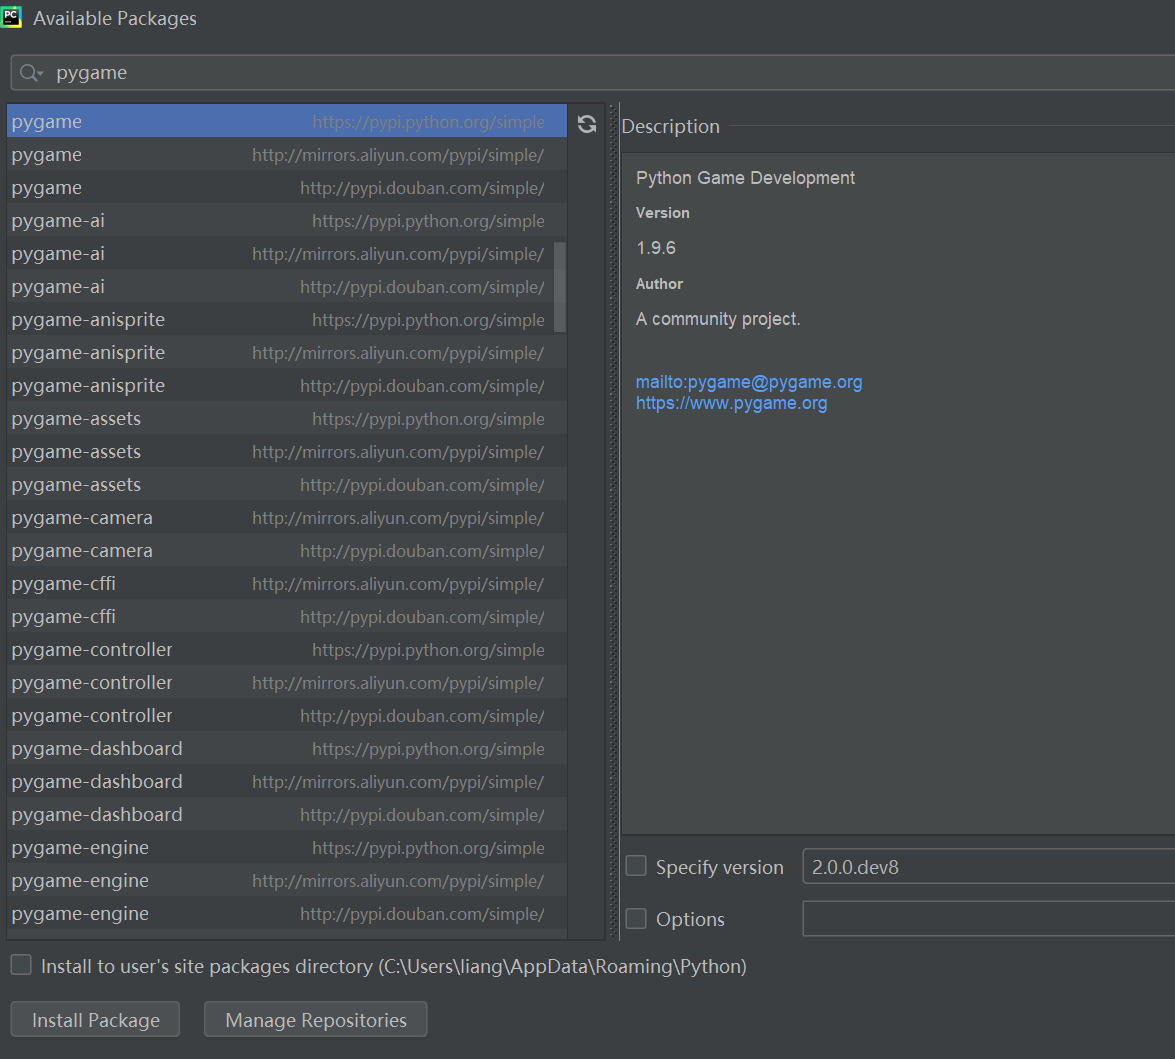 PC
Available Packages
pygame
pygame https://pypi.python.org/simple
pygame http://mirrors.aliyun.com/pypi/simple/
pygame http://pypi.douban.com/simple/
pygame-ai https://pypi.python.org/simple
pygame-ai http://mirrors.aliyun.com/pypi/simple/
pygame-ai http://pypi.douban.com/simple/
pygame-anisprite https://pypi.python.org/simple
pygame-anisprite http://mirrors.aliyun.com/pypi/simple/
pygame-anisprite http://pypi.douban.com/simple/
pygame-assets https://pypi.python.org/simple
pygame-assets http://mirrors.aliyun.com/pypi/simple/
pygame-assets http://pypi.douban.com/simple/
pygame-camera http://mirrors.aliyun.com/pypi/simple/
pygame-camera http://pypi.douban.com/simple/
pygame-cffi http://mirrors.aliyun.com/pypi/simple/
pygame-cffi http://pypi.douban.com/simple/
pygame-controller https://pypi.python.org/simple
pygame-controller http://mirrors.aliyun.com/pypi/simple/
pygame-controller http://pypi.douban.com/simple/
pygame-dashboard https://pypi.python.org/simple
pygame-dashboard http://mirrors.aliyun.com/pypi/simple/
pygame-dashboard http://pypi.douban.com/simple/
pygame-engine https://pypi.python.org/simple
pygame-engine http://mirrors.aliyun.com/pypi/simple/
pygame-engine http://pypi.douban.com/simple/
Description
Python Game Development
Version
1.9.6
Author
A community project.
mailto:pygame@pygame.org
https://www.pygame.org
Specify version 2.0.0.dev8
Options
Install to user's site packages directory (C:\Users\liang\AppData\Roaming\Python)
Install Package Manage Repositories